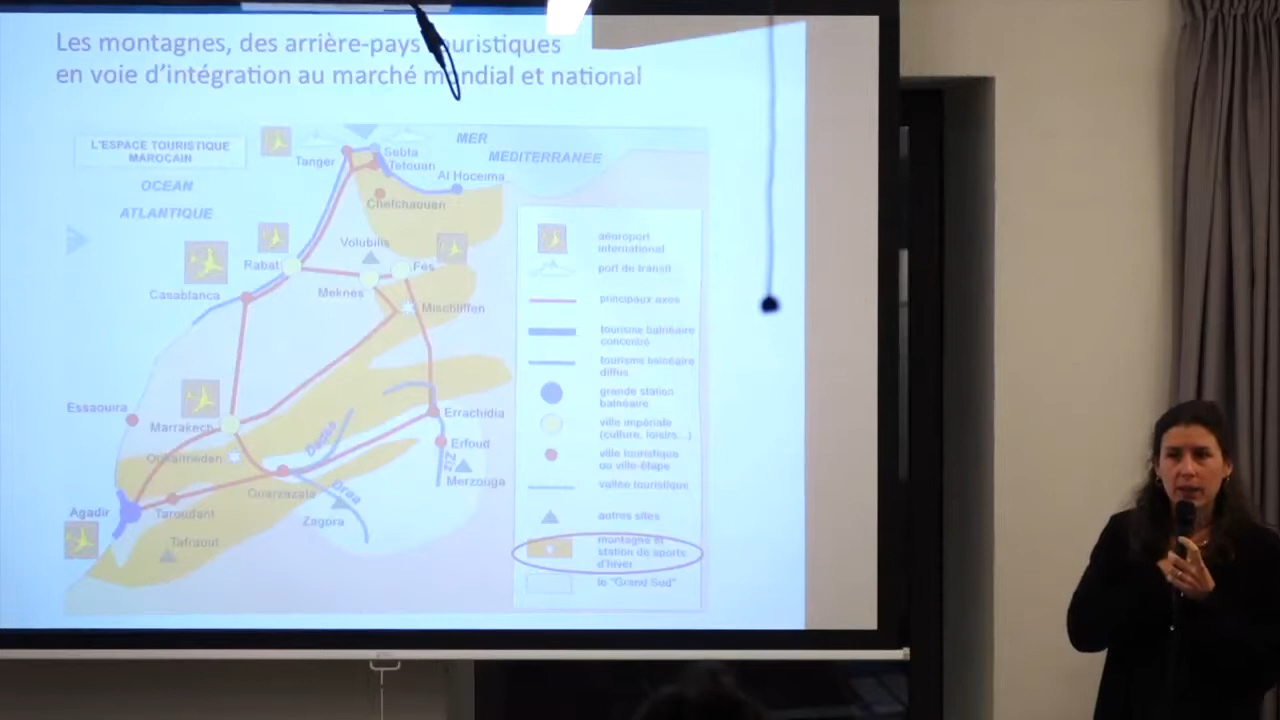 Les montagnes, des arrière-pays touristiques
en voie d'intégration au marché mondial et national
L'ESPACE TOURISTIQUE
MAROCAIN
OCEAN
ATLANTIQUE
MER
MEDITERRANEE
Tanger
Sebta
Tetouan
Al Hoceima
Chefchaouan
Volubilis
Rabat
Fès
Meknès
Casablanca
Mischliffen
Essaouira
Marrakech
Oukaimeden
Errachidia
Erfoud
Ziz
Merzouga
Dadès
Ouarzazate
Draa
Zagora
Agadir
Taroudant
Tafraout
aéroport
international
port de transit
principaux axes
tourisme balnéaire
concentré
tourisme balnéaire
diffus
grande station
balnéaire
ville impériale
(culture, loisirs...)
ville touristique
ou ville-étape
vallée touristique
autres sites
montagne et
station de sports
d'hiver
le "Grand Sud"